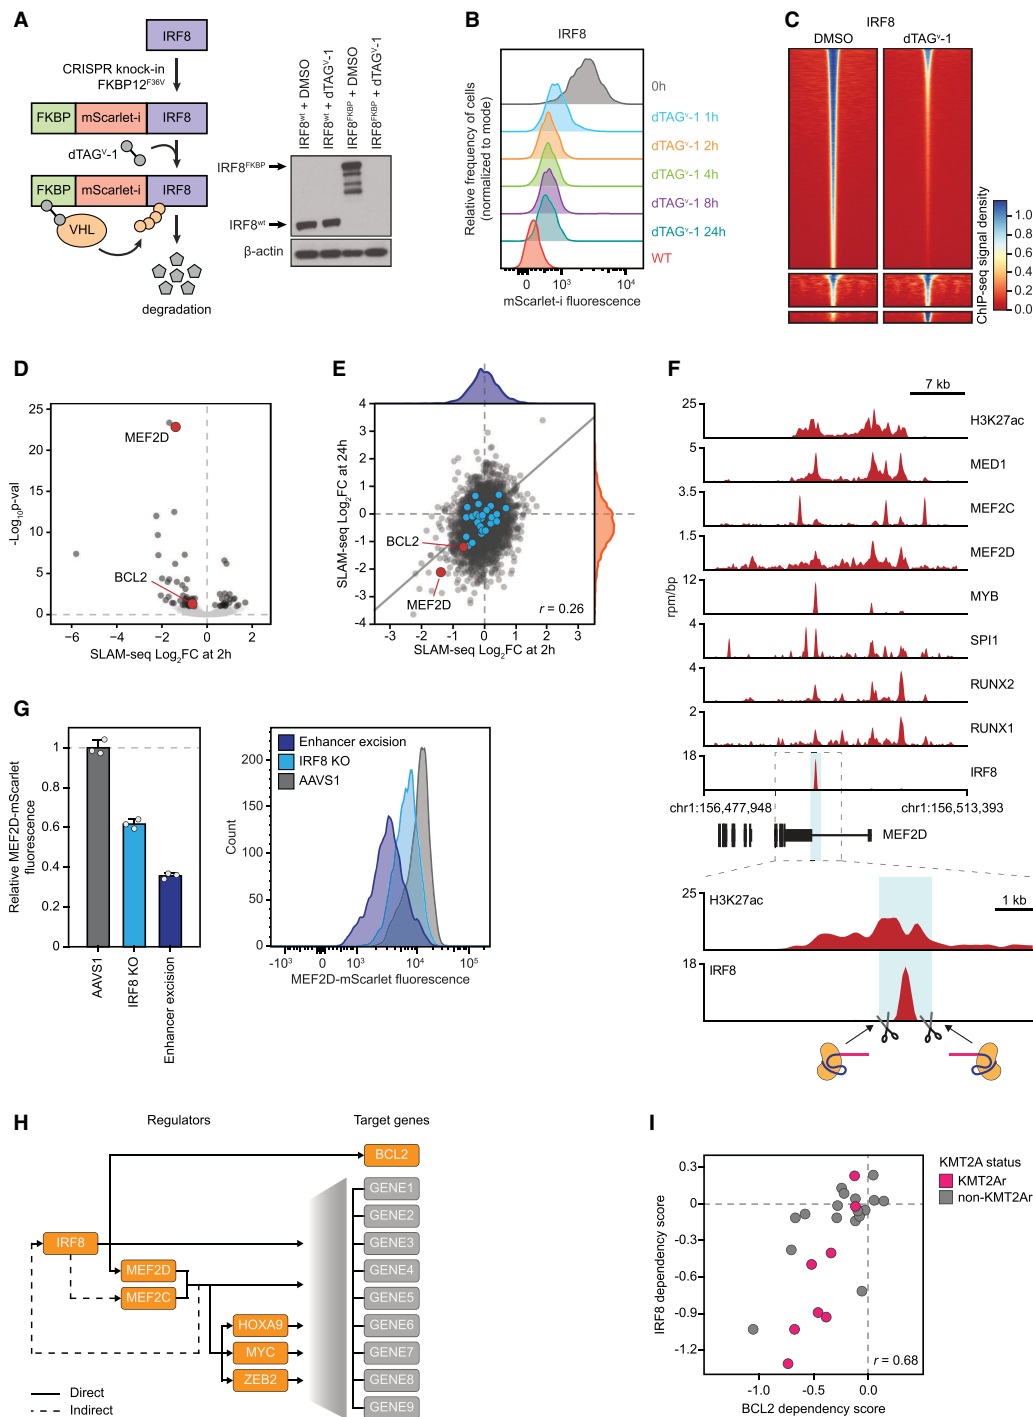 A
IRF8
CRISPR knock-in
FKBP12F36V
FKBP mScarlet-i IRF8
dTAGV-1
FKBP mScarlet-i IRF8
VHL
degradation
IRF8wt + DMSO
IRF8wt + dTAGV-1
IRF8FKBP + DMSO
IRF8FKBP + dTAGV-1
IRF8FKBP
IRF8wt
β-actin
B
IRF8
Relative frequency of cells
(normalized to mode)
0h
dTAGV-1 1h
dTAGV-1 2h
dTAGV-1 4h
dTAGV-1 8h
dTAGV-1 24h
WT
0 10³ 10⁴
mScarlet-i fluorescence
C
IRF8
DMSO dTAGV-1
ChIP-seq signal density
1.0
0.8
0.6
0.4
0.2
0.0
D
-Log10p-val
25
20
15
10
5
0
MEF2D
BCL2
−6 −4 −2 0 2
SLAM-seq Log2FC at 2h
E
SLAM-seq Log2FC at 24h
4
3
2
1
0
-1
-2
-3
-4
BCL2
MEF2D
r = 0.26
-3 -2 -1 0 1 2 3
SLAM-seq Log2FC at 2h
F
7 kb
rpm/bp
25 H3K27ac
5 MED1
3.5 MEF2C
1.5 MEF2D
12 MYB
4 SPI1
2 RUNX2
2 RUNX1
18 IRF8
chr1:156,477,948 chr1:156,513,393
MEF2D
25
H3K27ac
1 kb
18
IRF8
G
Relative MEF2D-mScarlet
fluorescence
1
0.8
0.6
0.4
0.2
0
AAVS1
IRF8 KO
Enhancer excision
Enhancer excision
IRF8 KO
AAVS1
Count
200
150
100
50
0
-10³ 0 10³ 10⁴ 10⁵
MEF2D-mScarlet fluorescence
H
Regulators Target genes
BCL2
GENE1
GENE2
IRF8 GENE3
MEF2D GENE4
MEF2C GENE5
HOXA9 GENE6
MYC GENE7
ZEB2 GENE8
GENE9
Direct
Indirect
I
IRF8 dependency score
0.3
0
-0.3
-0.6
-0.9
-1.2
r = 0.68
-1.0 -0.5 0.0
BCL2 dependency score
KMT2A status
KMT2Ar
non-KMT2Ar